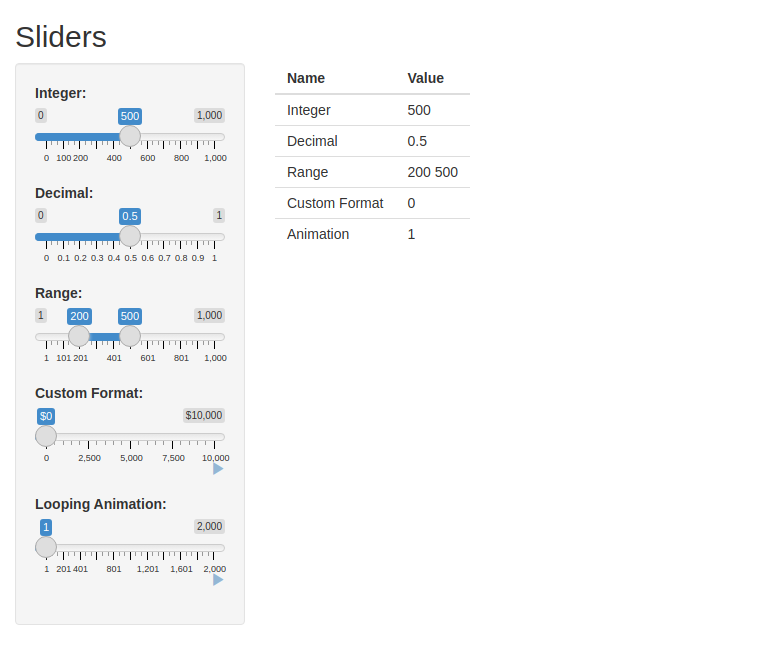 Sliders
Integer:
0 500 1,000
0 100 200 400 600 800 1,000
Decimal:
0 0.5 1
0 0.1 0.2 0.3 0.4 0.5 0.6 0.7 0.8 0.9 1
Range:
1 200 500 1,000
1 101 201 401 601 801 1,000
Custom Format:
$0 $10,000
0 2,500 5,000 7,500 10,000
Looping Animation:
1 2,000
1 201 401 801 1,201 1,601 2,000
Name Value
Integer 500
Decimal 0.5
Range 200 500
Custom Format 0
Animation 1